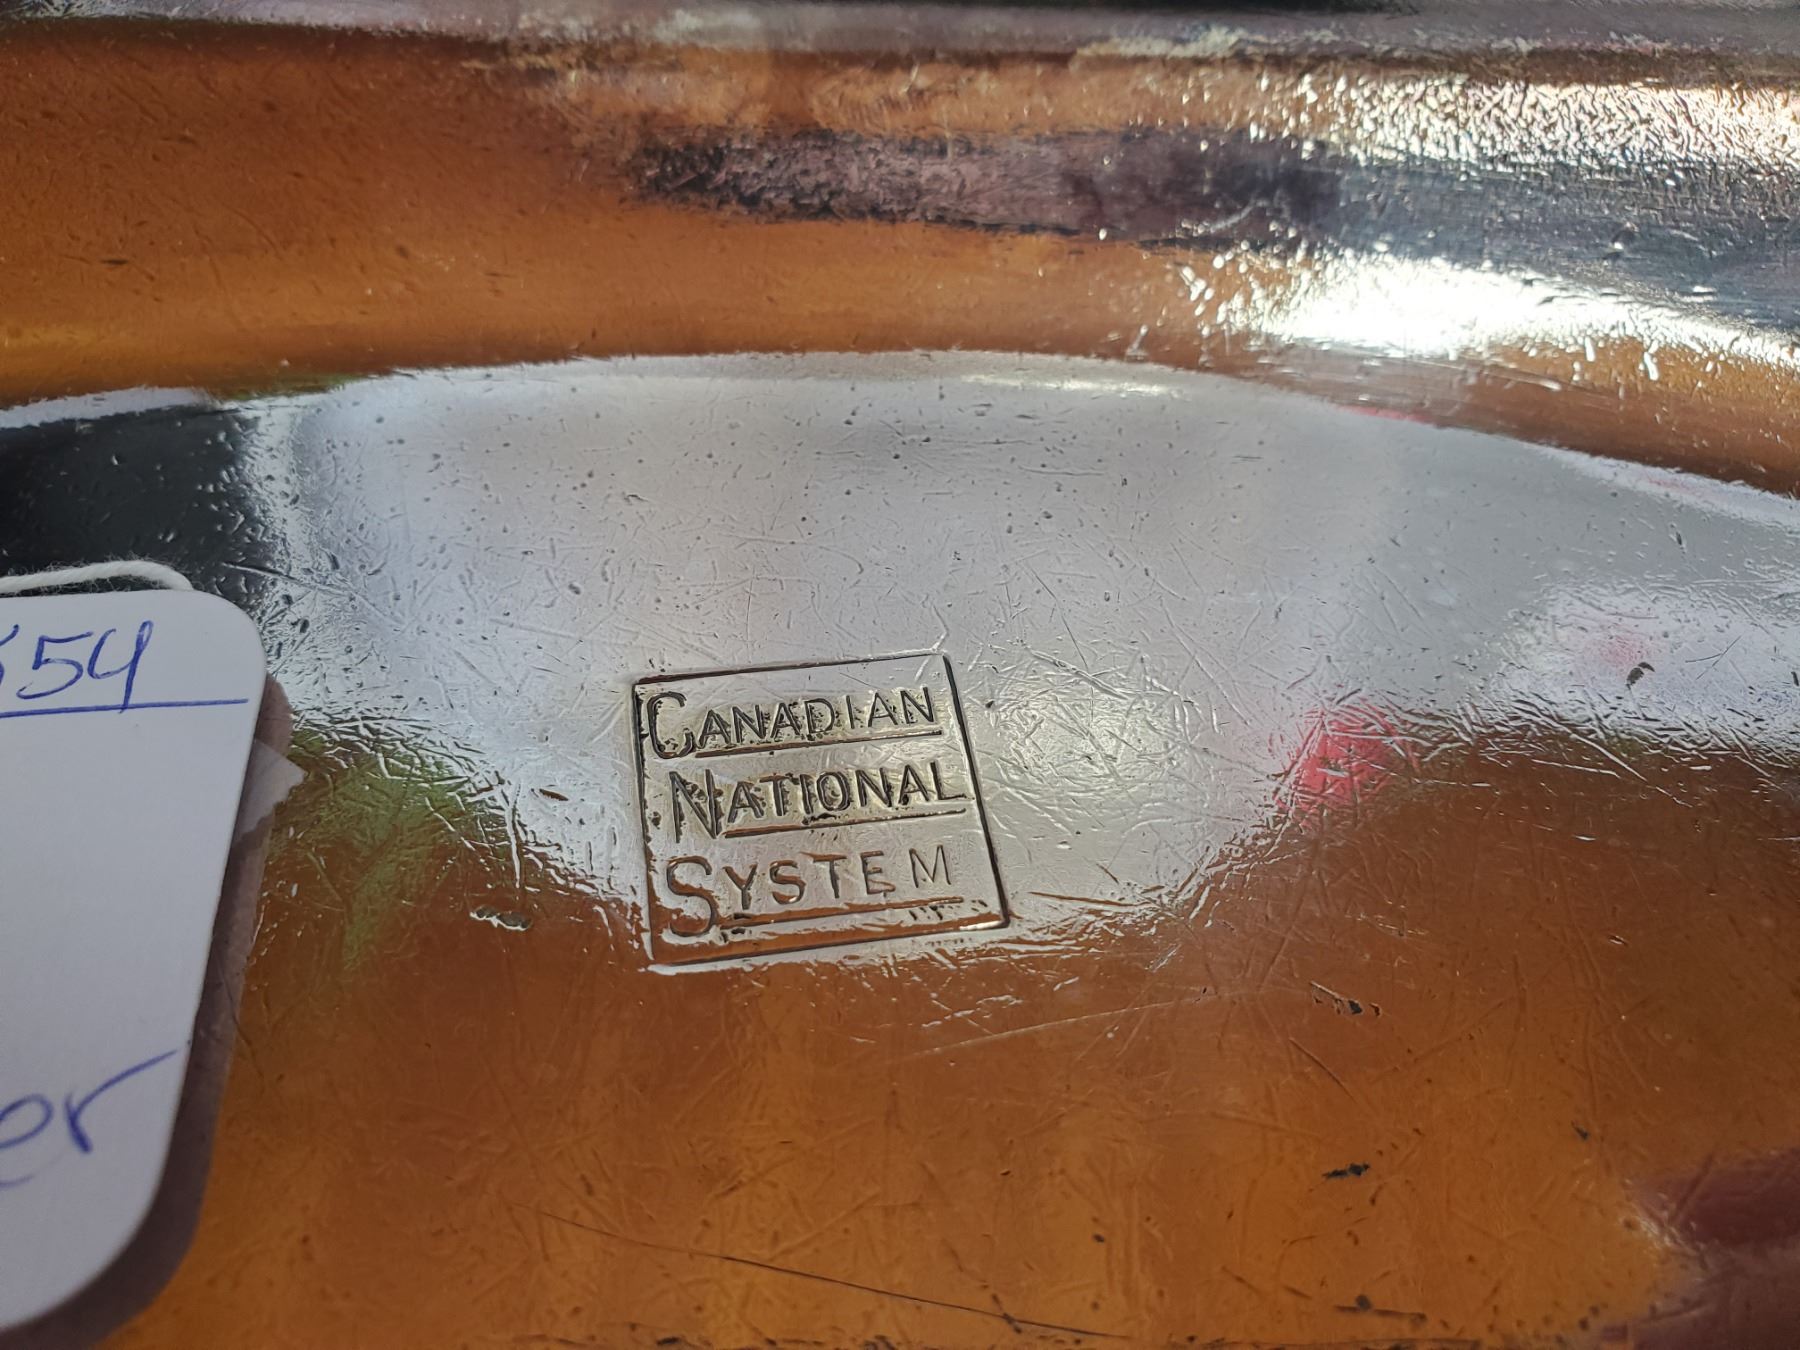 CANADIAN
NATIONAL
SYSTEM
54
er